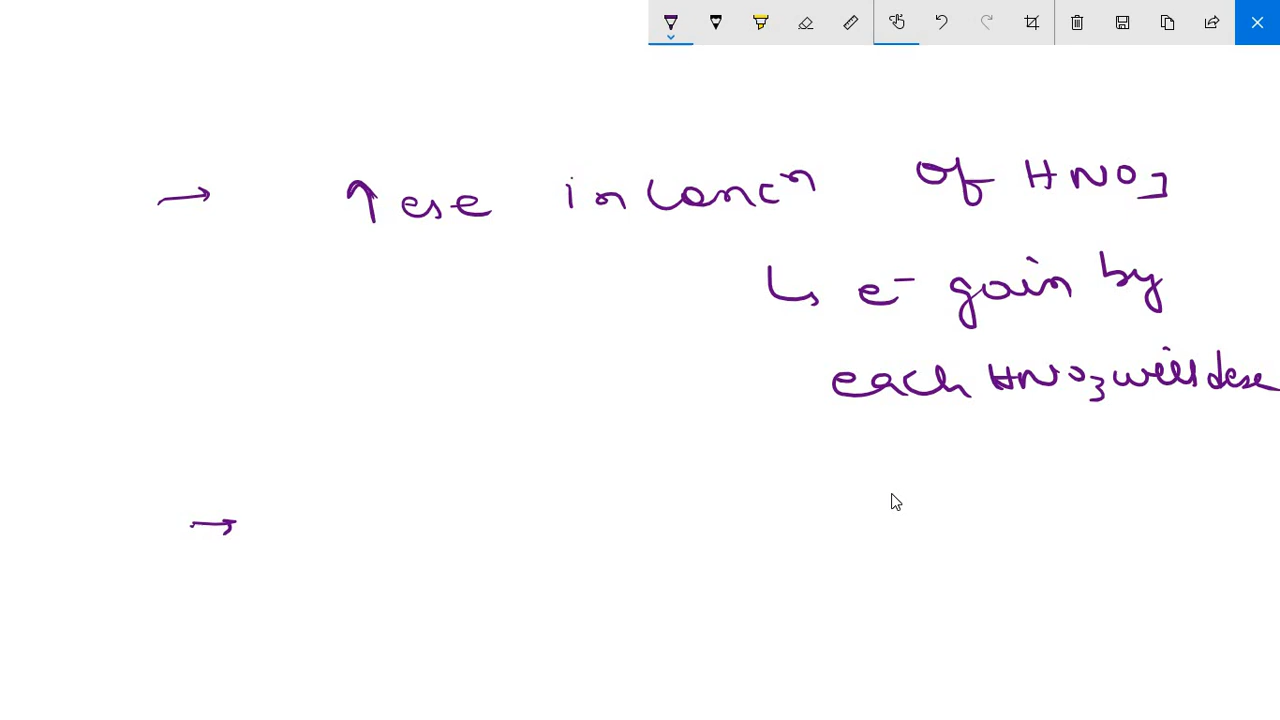 → ↑ese in concⁿ of HNO3
↳ e⁻ gain by
each HNO3 will dese
→